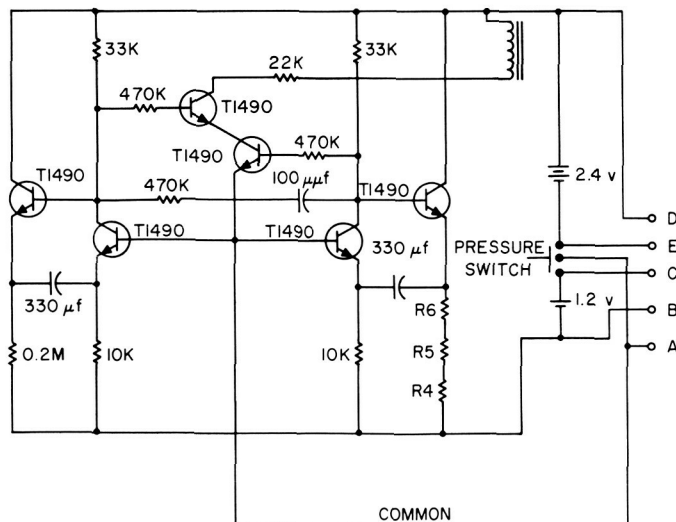 33K
33K
22K
470K
T1490
T1490
470K
T1490
470K
100 μμf
T1490
T1490
T1490
330 μf
2.4 v
D
E
PRESSURE
SWITCH
C
330 μf
1.2 v
R6
B
0.2M
10K
10K
R5
A
R4
COMMON